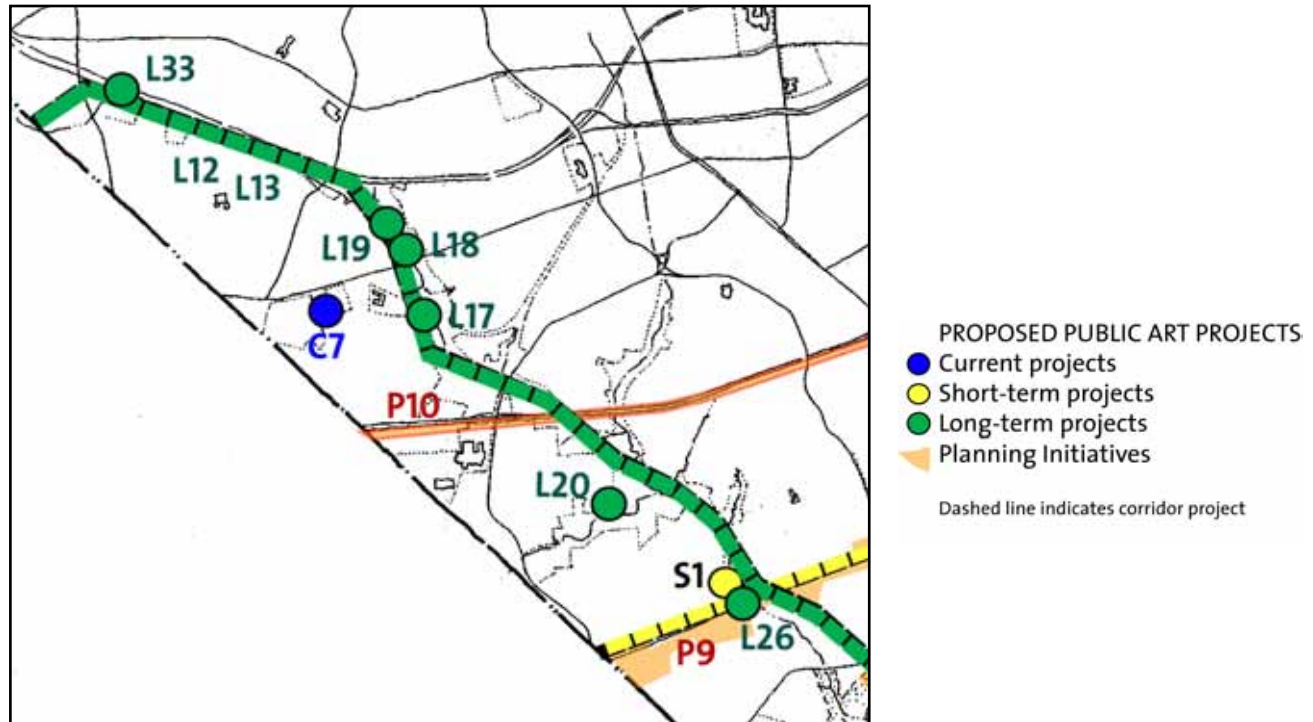 L33
L12
L13
L19
L18
C7
L17
P10
L20
S1
L26
P9
PROPOSED PUBLIC ART PROJECTS
Current projects
Short-term projects
Long-term projects
Planning Initiatives
Dashed line indicates corridor project